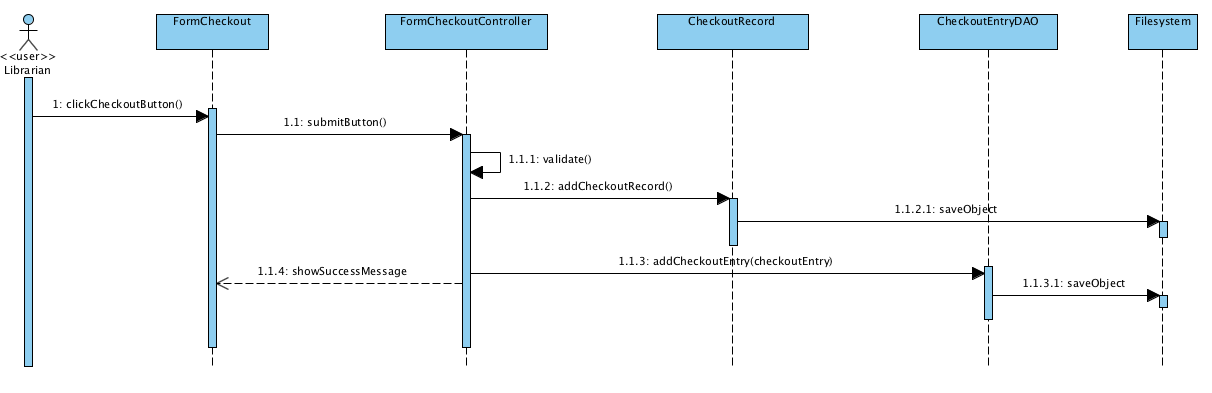 FormCheckout
FormCheckoutController
CheckoutRecord
CheckoutEntryDAO
Filesystem
<<user>>
Librarian
1: clickCheckoutButton()
1.1: submitButton()
1.1.1: validate()
1.1.2: addCheckoutRecord()
1.1.2.1: saveObject
1.1.3: addCheckoutEntry(checkoutEntry)
1.1.4: showSuccessMessage
1.1.3.1: saveObject